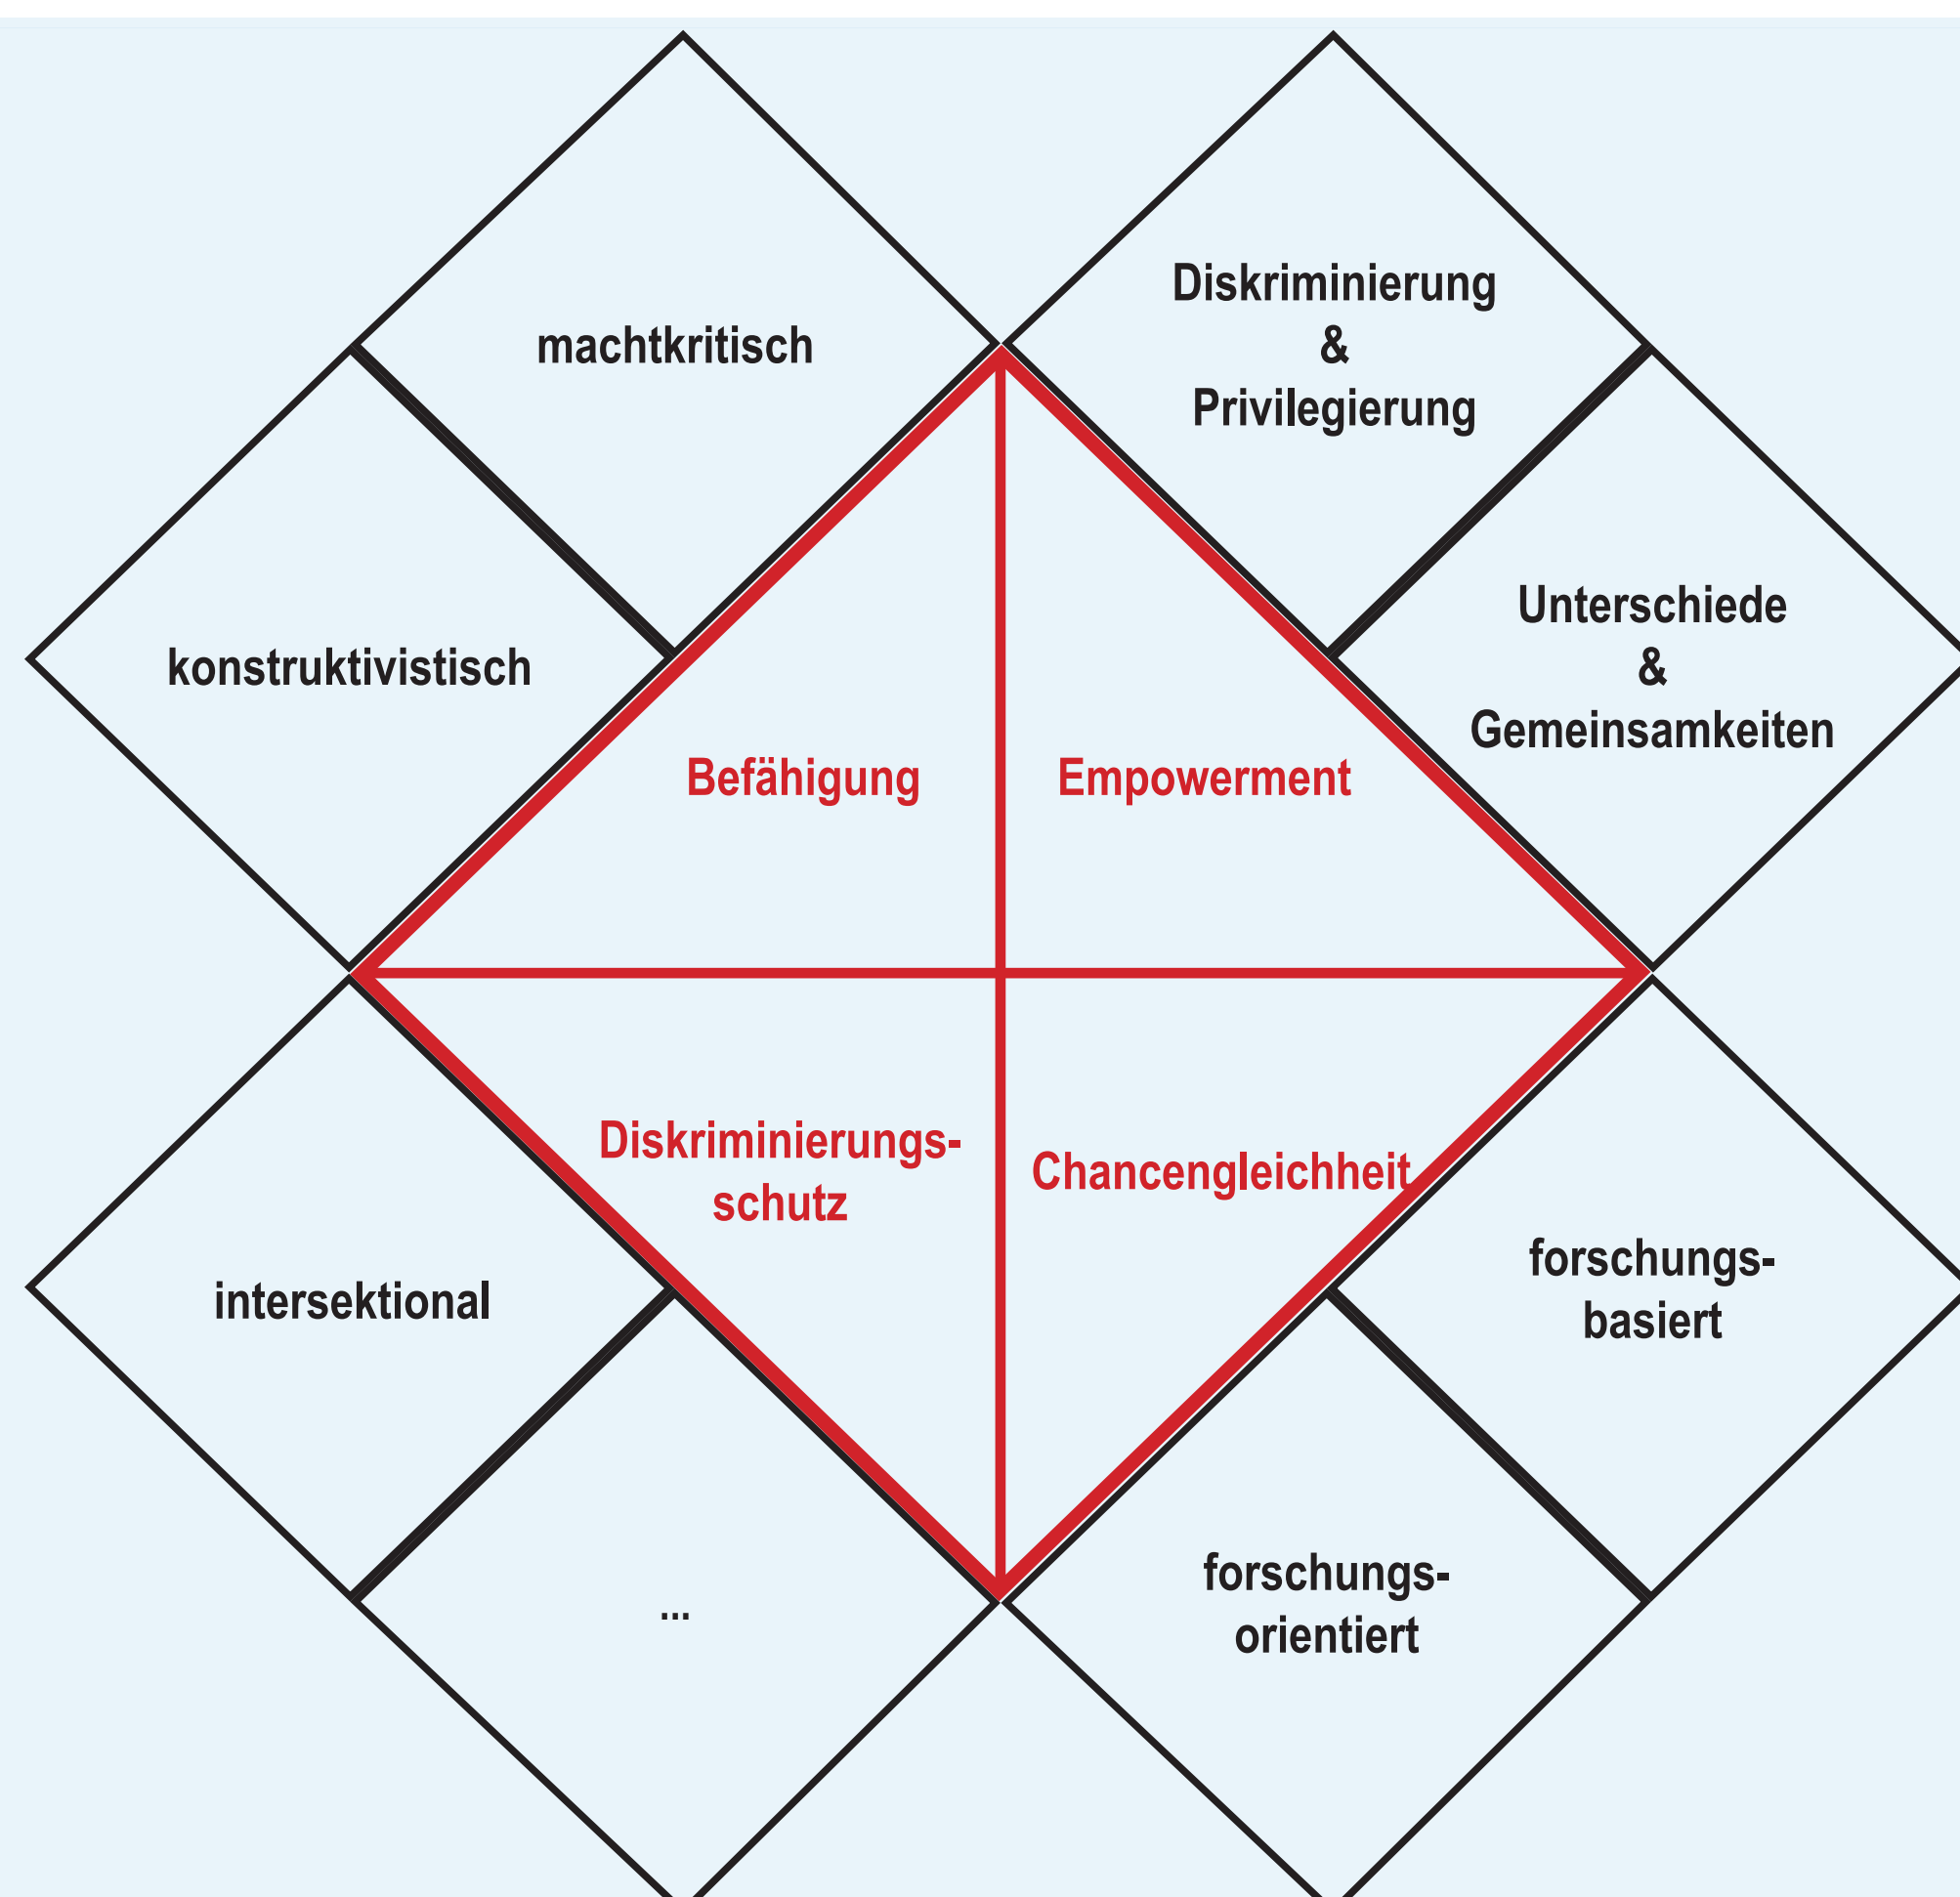 machtkritisch
Diskriminierung
&
Privilegierung
konstruktivistisch
Unterschiede
&
Gemeinsamkeiten
Befähigung
Empowerment
Diskriminierungs-
schutz
Chancengleichheit
intersektional
forschungs-
basiert
...
forschungs-
orientiert